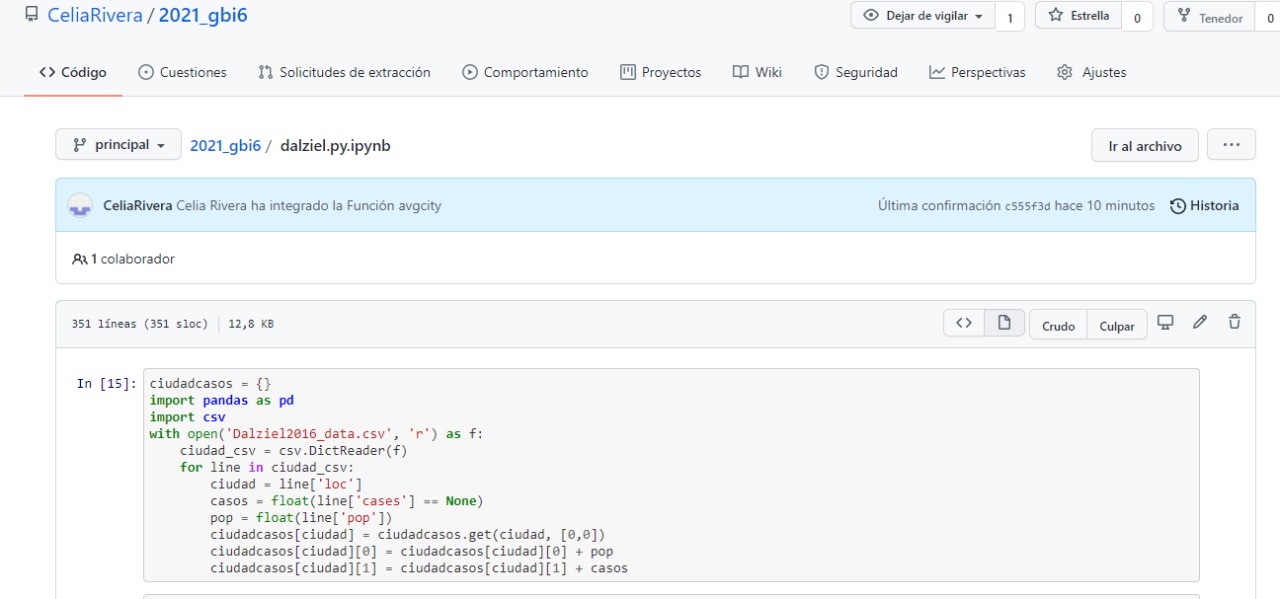 CeliaRivera / 2021_gbi6
Dejar de vigilar 1 Estrella 0 Tenedor 0
<> Código Cuestiones Solicitudes de extracción Comportamiento Proyectos Wiki Seguridad Perspectivas Ajustes
principal 2021_gbi6 / dalziel.py.ipynb Ir al archivo ...
CeliaRivera Celia Rivera ha integrado la Función avgcity Última confirmación c555f3d hace 10 minutos Historia
1 colaborador
351 líneas (351 sloc) 12,8 KB <> Crudo Culpar
In [15]: ciudadcasos = {}
import pandas as pd
import csv
with open('Dalziel2016_data.csv', 'r') as f:
    ciudad_csv = csv.DictReader(f)
    for line in ciudad_csv:
        ciudad = line['loc']
        casos = float(line['cases'] == None)
        pop = float(line['pop'])
        ciudadcasos[ciudad] = ciudadcasos.get(ciudad, [0,0])
        ciudadcasos[ciudad][0] = ciudadcasos[ciudad][0] + pop
        ciudadcasos[ciudad][1] = ciudadcasos[ciudad][1] + casos